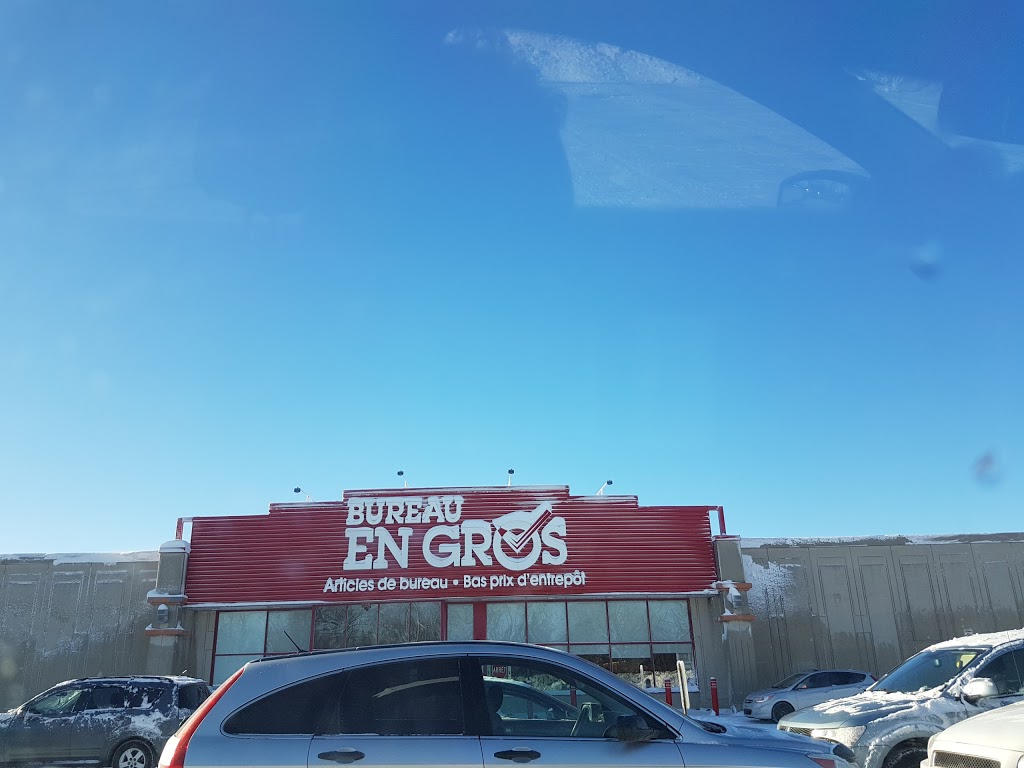 BUREAU
EN GROS
Articles de bureau • Bas prix d'entrepôt